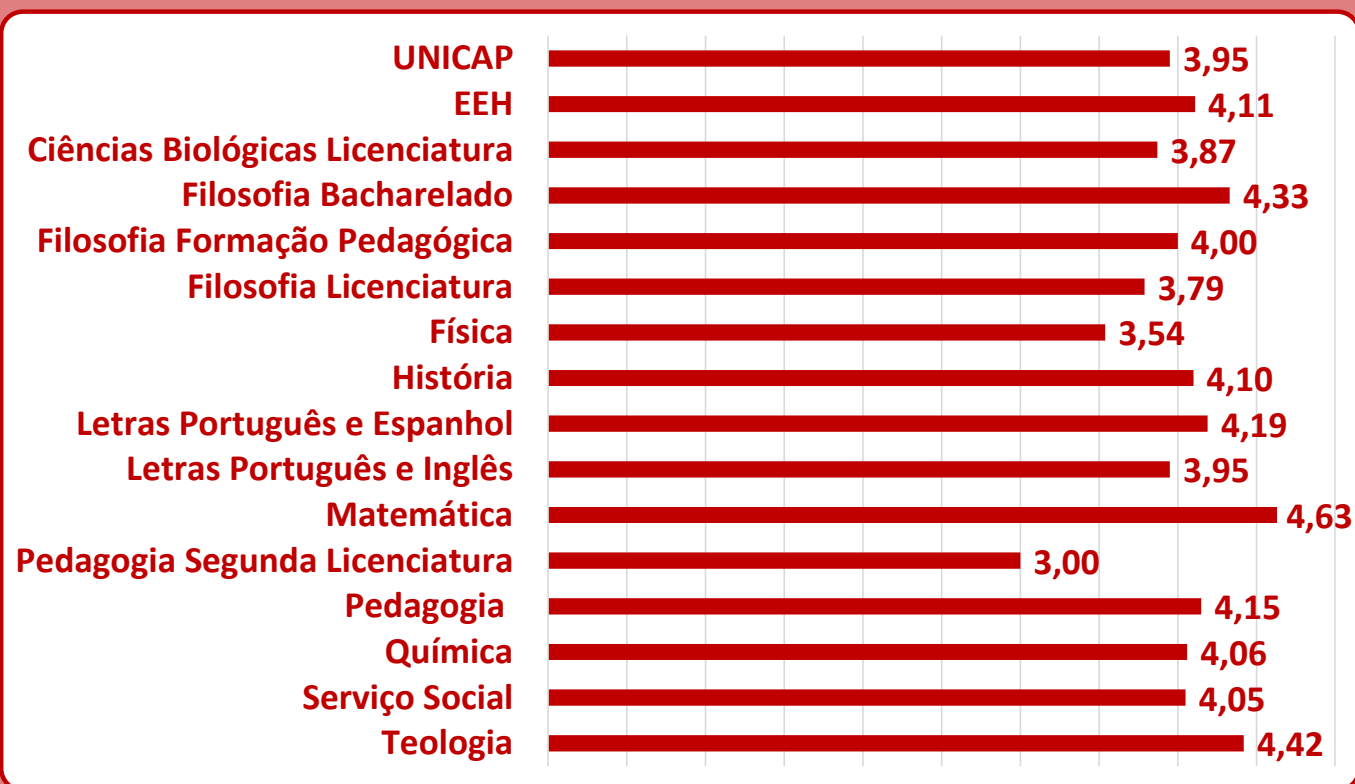 UNICAP 3,95
EEH 4,11
Ciências Biológicas Licenciatura 3,87
Filosofia Bacharelado 4,33
Filosofia Formação Pedagógica 4,00
Filosofia Licenciatura 3,79
Física 3,54
História 4,10
Letras Português e Espanhol 4,19
Letras Português e Inglês 3,95
Matemática 4,63
Pedagogia Segunda Licenciatura 3,00
Pedagogia 4,15
Química 4,06
Serviço Social 4,05
Teologia 4,42